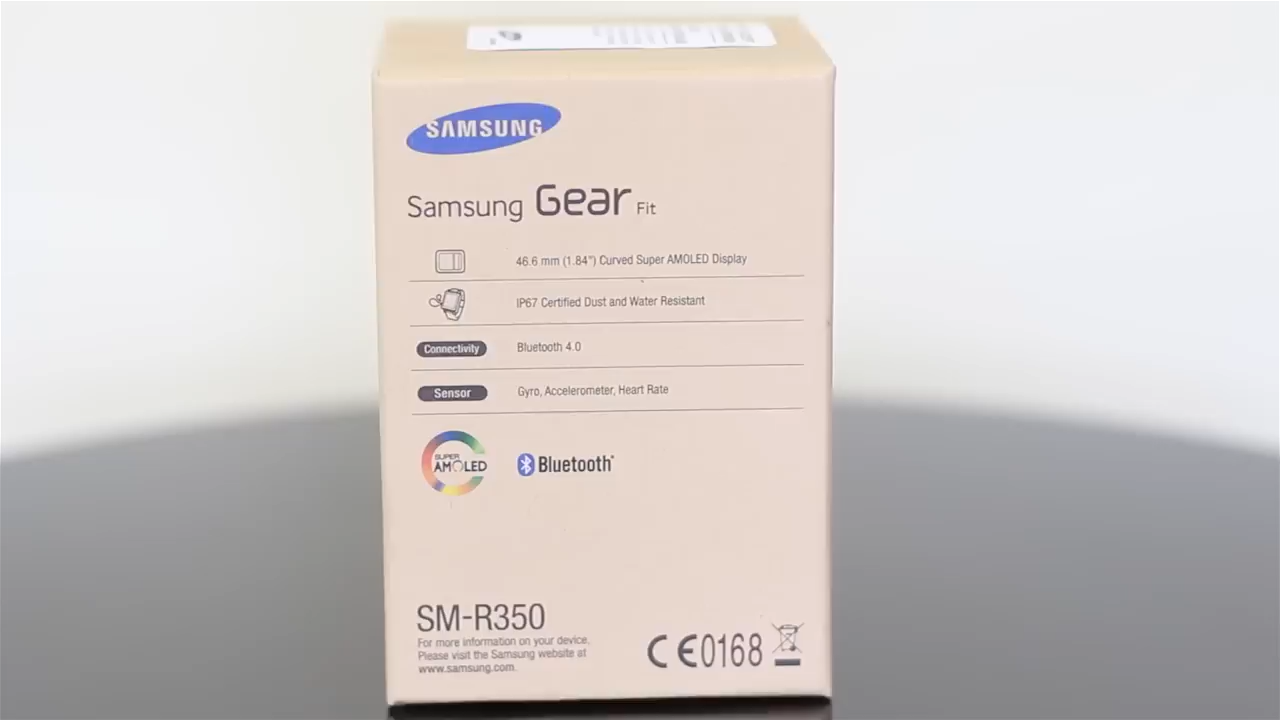 SAMSUNG
Samsung Gear Fit
46.6 mm (1.84") Curved Super AMOLED Display
IP67 Certified Dust and Water Resistant
Connectivity Bluetooth 4.0
Sensor Gyro, Accelerometer, Heart Rate
SUPER
AMOLED
Bluetooth®
SM-R350
For more information on your device,
Please visit the Samsung website at
www.samsung.com.
CE0168